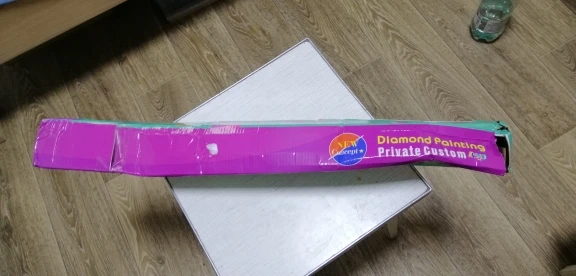 NEW
Concept
Diamond Painting
Private Custom